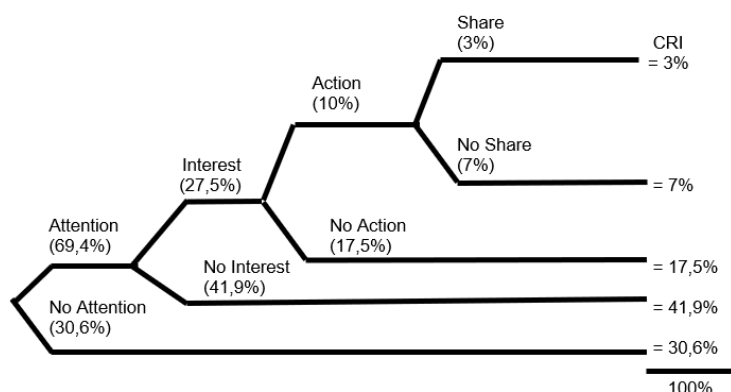 Share
(3%)
CRI
= 3%
Action
(10%)
No Share
(7%)
= 7%
Interest
(27,5%)
No Action
(17,5%)
= 17,5%
Attention
(69,4%)
No Interest
(41,9%)
= 41,9%
No Attention
(30,6%)
= 30,6%
100%